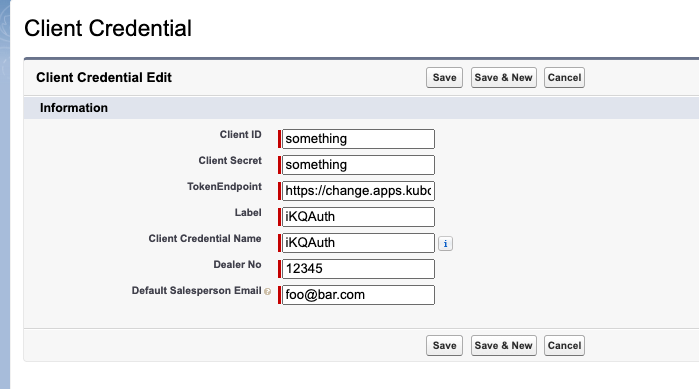 Client Credential
Client Credential Edit Save Save & New Cancel
Information
Client ID something
Client Secret something
TokenEndpoint https://change.apps.kubo
Label iKQAuth
Client Credential Name iKQAuth i
Dealer No 12345
Default Salesperson Email ? foo@bar.com
Save Save & New Cancel